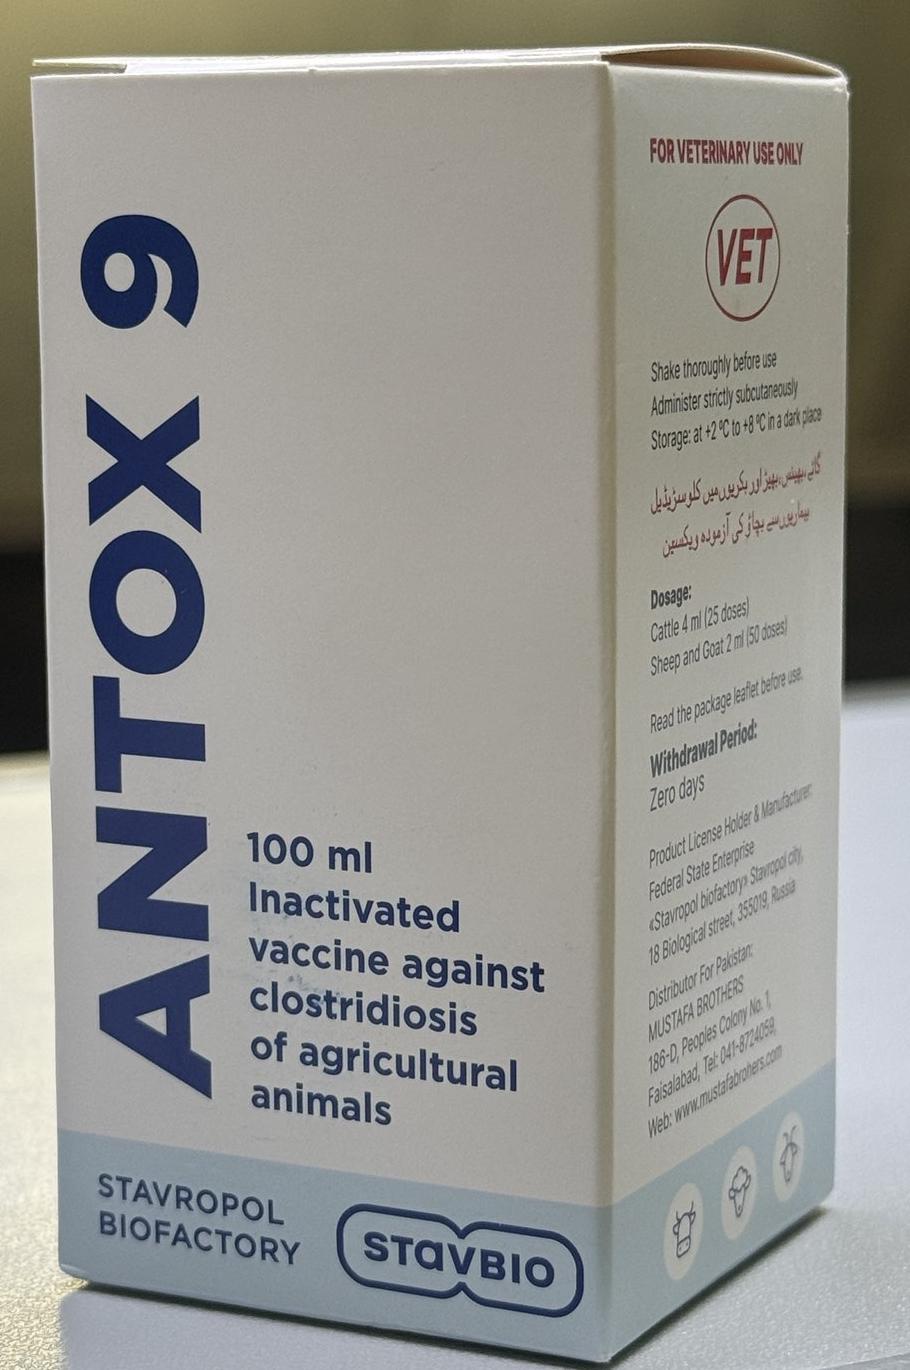 ANTOX 9
100 ml
Inactivated
vaccine against
clostridiosis
of agricultural
animals
STAVROPOL
BIOFACTORY
STAVBIO
FOR VETERINARY USE ONLY
VET
Shake thoroughly before use
Administer strictly subcutaneously
Storage: at +2 ºC to +8 ºC in a dark place
گائے،بھینس،بھیڑ اور بکریوں میں کلوسٹریڈیل
بیماریوں سے بچاؤ کی آزمودہ ویکسین
Dosage:
Cattle 4 ml (25 doses)
Sheep and Goat 2 ml (50 doses)
Read the package leaflet before use.
Withdrawal Period:
Zero days
Product License Holder & Manufacturer:
Federal State Enterprise
«Stavropol biofactory» Stavropol city,
18 Biological street, 355019, Russia
Distributor For Pakistan:
MUSTAFA BROTHERS
186-D, Peoples Colony No. 1,
Faisalabad, Tel: 041-8724059,
Web: www.mustafabrohers.com